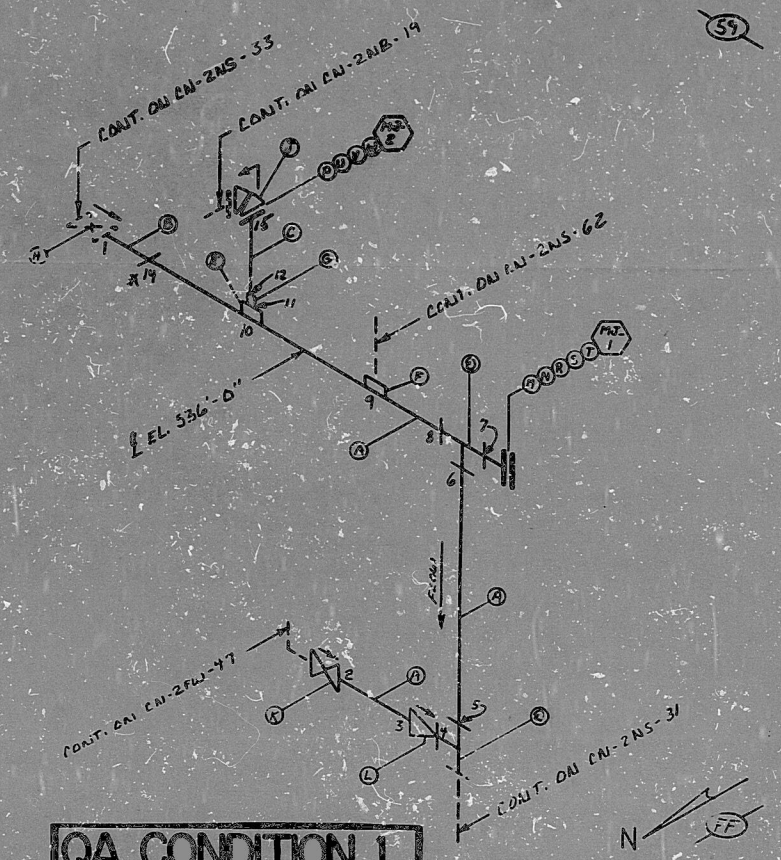 59
CONT. ON CN-2NS-33
CONT. ON CN-2NB-19
MJ-2
J
15
C
B
H
1
14
12
G
11
10
CONT. ON CN-2NS-62
MJ-1
M N R S T
F
9
D
7
8
A
6
℄ EL. 536'-0"
FLOW
A
CONT. ON CN-2FW-47
2
A
K
3
4
5
E
L
CONT. ON CN-2NS-31
N
FF
QA CONDITION 1